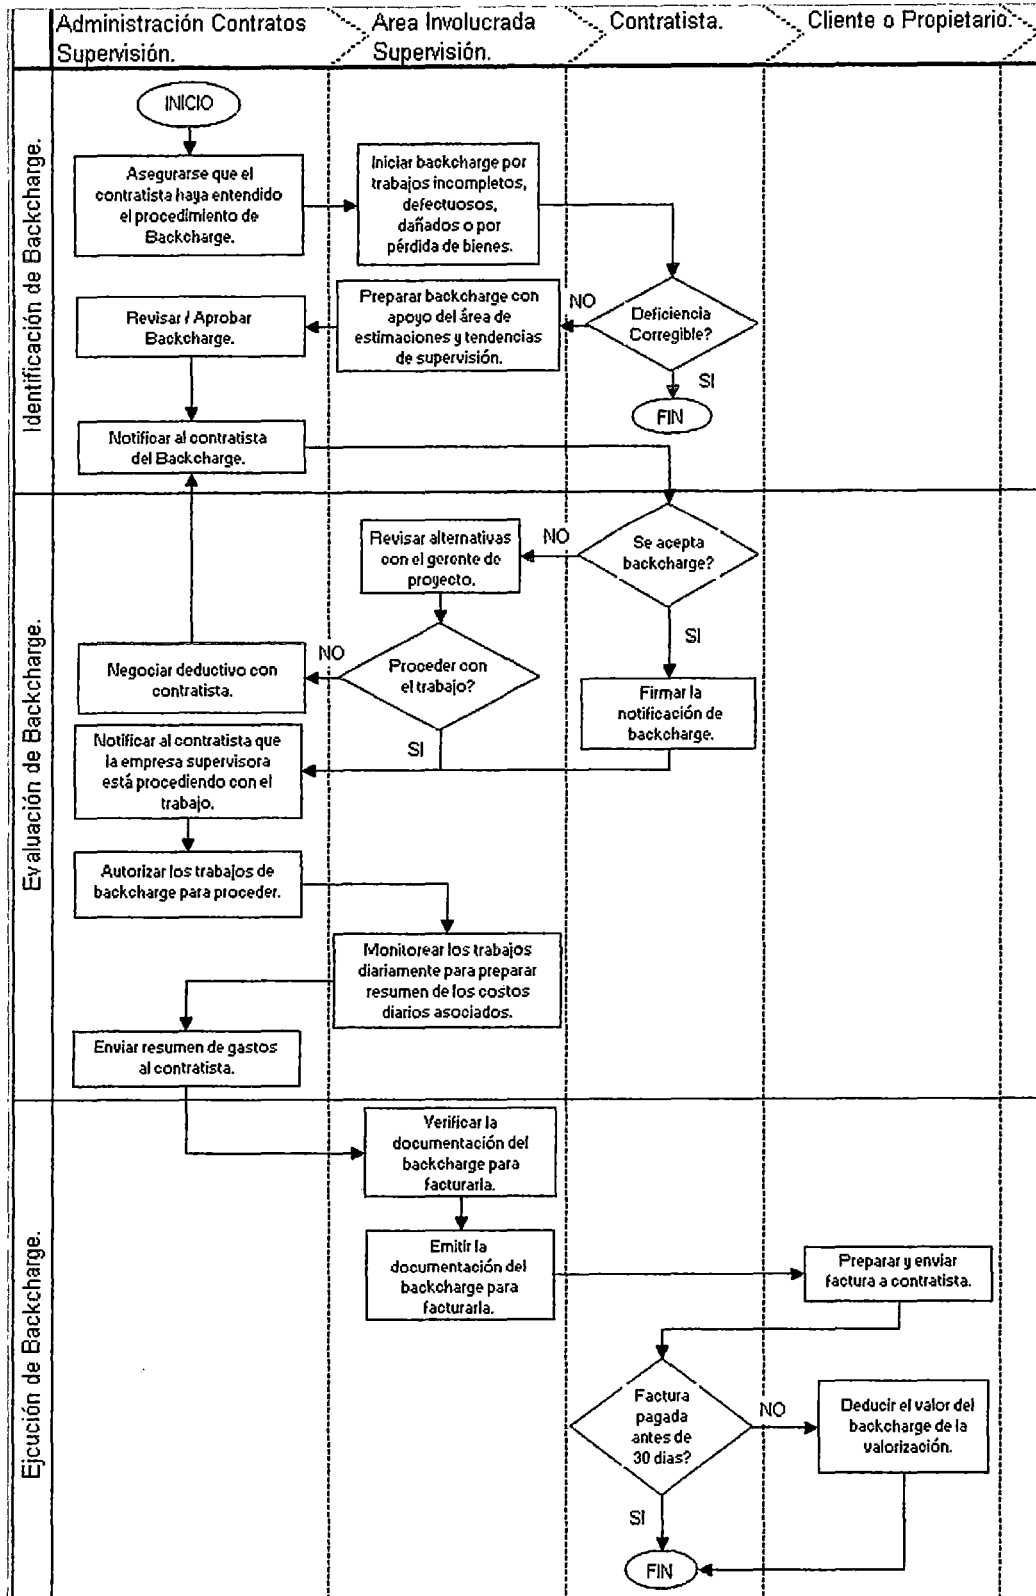 Administración Contratos
Supervisión.
Area Involucrada
Supervisión.
Contratista.
Cliente o Propietario.
Identificación de Backcharge.
INICIO
Asegurarse que el
contratista haya entendido
el procedimiento de
Backcharge.
Iniciar backcharge por
trabajos incompletos,
defectuosos,
dañados o por
pérdida de bienes.
Deficiencia
Corregible?
NO
SI
FIN
Preparar backcharge con
apoyo del área de
estimaciones y tendencias
de supervisión.
Revisar / Aprobar
Backcharge.
Notificar al contratista
del Backcharge.
Evaluación de Backcharge.
Se acepta
backcharge?
NO
SI
Revisar alternativas
con el gerente de
proyecto.
Proceder con
el trabajo?
NO
SI
Negociar deductivo con
contratista.
Firmar la
notificación de
backcharge.
Notificar al contratista que
la empresa supervisora
está procediendo con el
trabajo.
Autorizar los trabajos de
backcharge para proceder.
Monitorear los trabajos
diariamente para preparar
resumen de los costos
diarios asociados.
Enviar resumen de gastos
al contratista.
Ejcución de Backcharge.
Verificar la
documentación del
backcharge para
facturarla.
Emitir la
documentación del
backcharge para
facturarla.
Preparar y enviar
factura a contratista.
Factura
pagada
antes de
30 dias?
NO
SI
Deducir el valor del
backcharge de la
valorización.
FIN